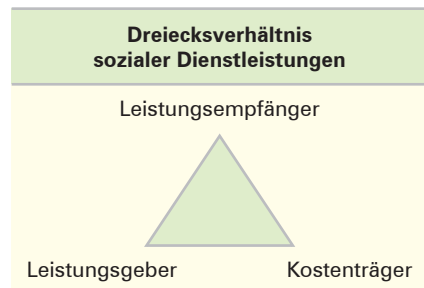 Dreiecksverhältnis
sozialer Dienstleistungen
Leistungsempfänger
Leistungsgeber Kostenträger